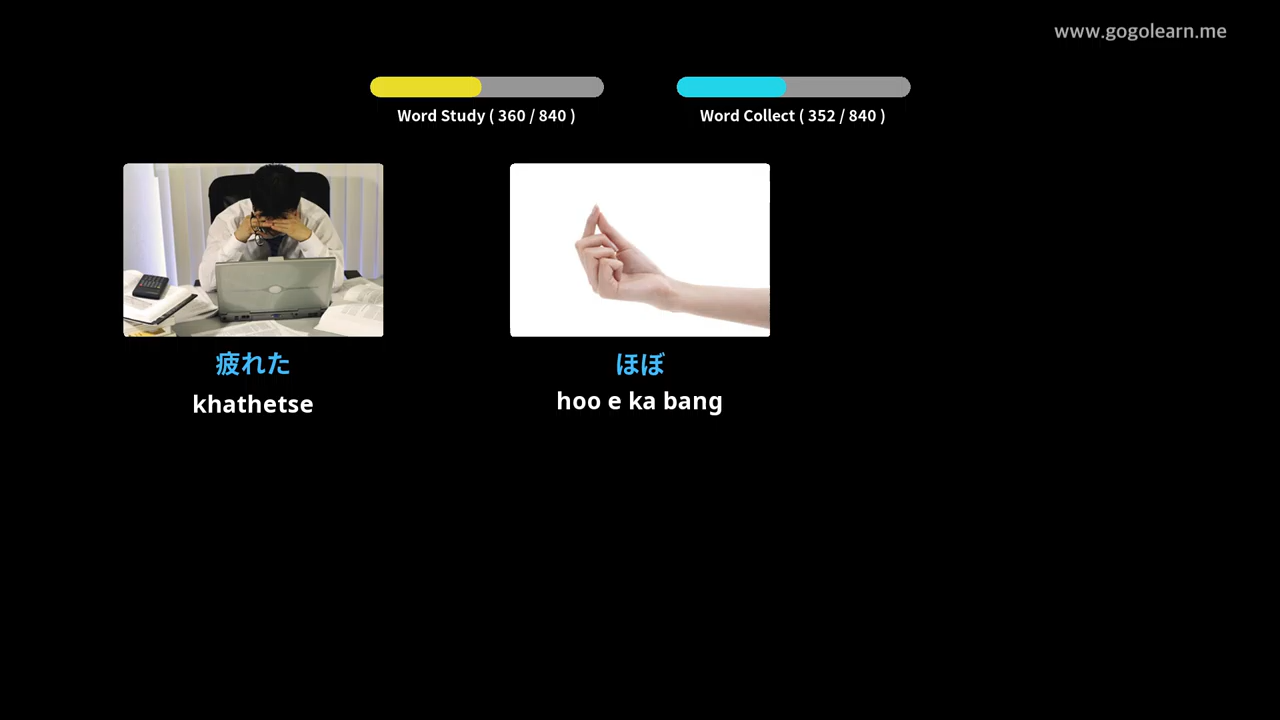 www.gogolearn.me
Word Study ( 360 / 840 )
Word Collect ( 352 / 840 )
疲れた
khathetse
ほぼ
hoo e ka bang